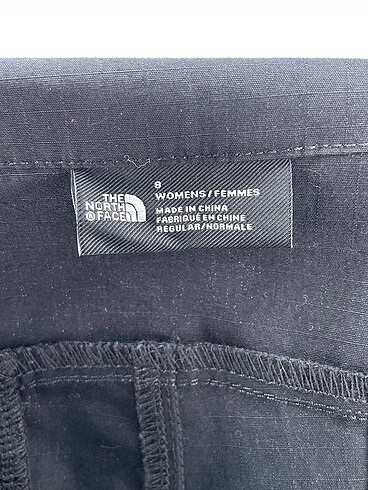 THE
NORTH
FACE
8
WOMENS/FEMMES
MADE IN CHINA
FABRIQUÉ EN CHINE
REGULAR/NORMALE